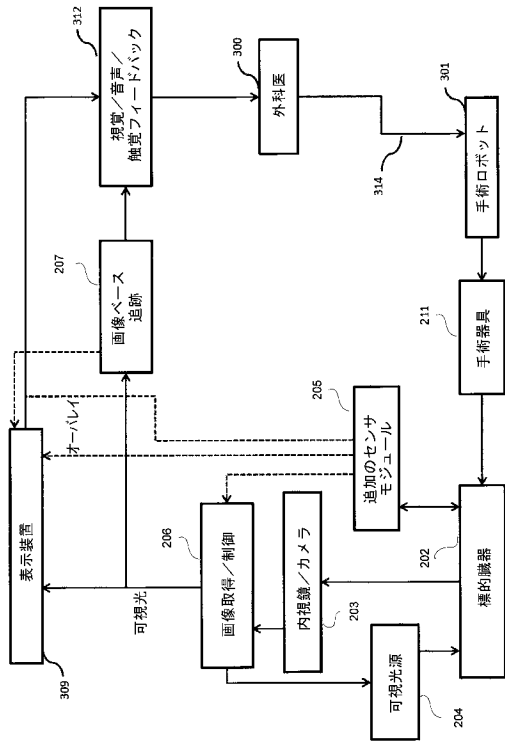 312
視覚/音声/
触覚フィードバック
300
外科医
314
301
手術ロボット
207
画像ベース
追跡
211
手術器具
オーバレイ
205
追加のセンサ
モジュール
表示装置
309
可視光
206
画像取得/制御
内視鏡/カメラ
203
202
標的臓器
可視光源
204